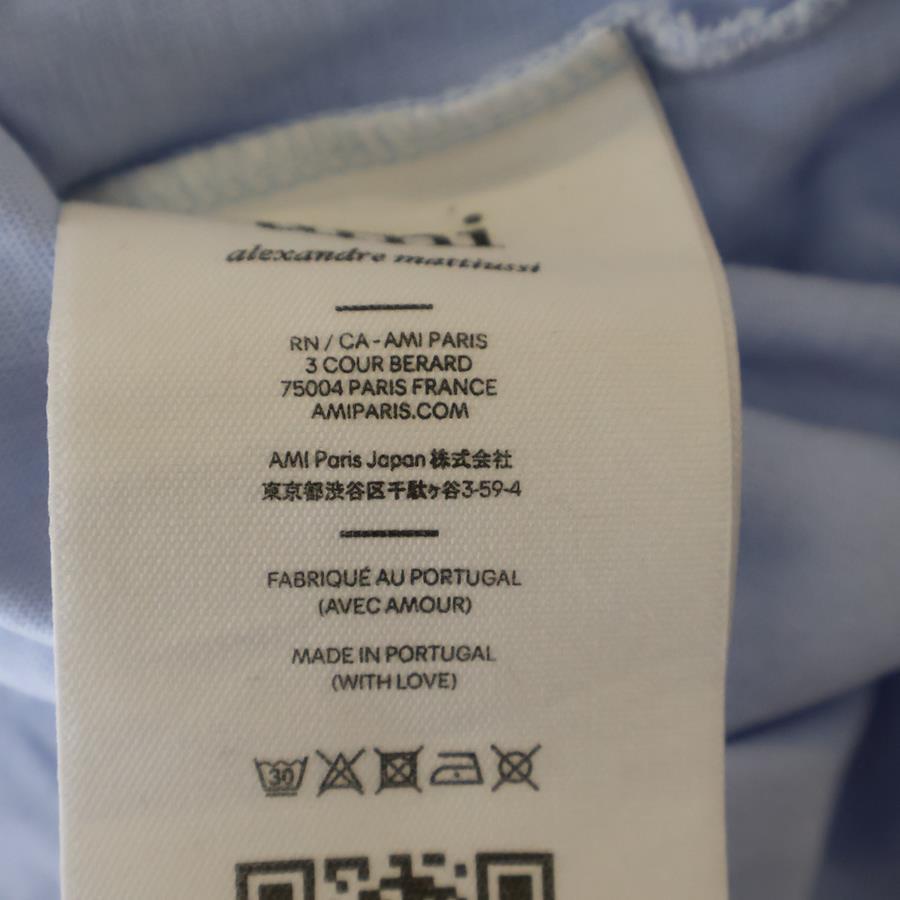 ami
alexandre mattiussi
RN / CA - AMI PARIS
3 COUR BERARD
75004 PARIS FRANCE
AMIPARIS.COM
AMI Paris Japan 株式会社
東京都渋谷区千駄ヶ谷3-59-4
FABRIQUÉ AU PORTUGAL
(AVEC AMOUR)
MADE IN PORTUGAL
(WITH LOVE)
30